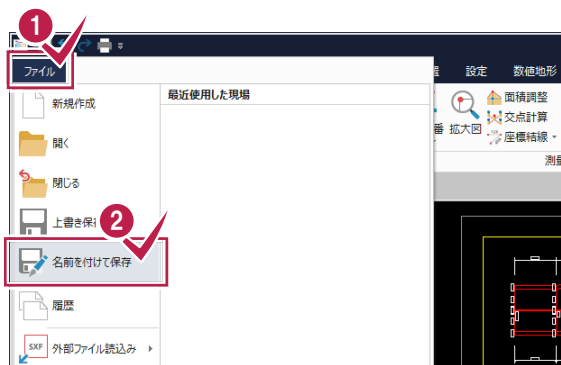 1
ファイル
設定
数値地形
新規作成
最近使用した現場
開く
閉じる
上書き保
2
名前を付けて保存
履歴
SXF 外部ファイル読込み
番
拡大図
面積調整
交点計算
座標結線
測量